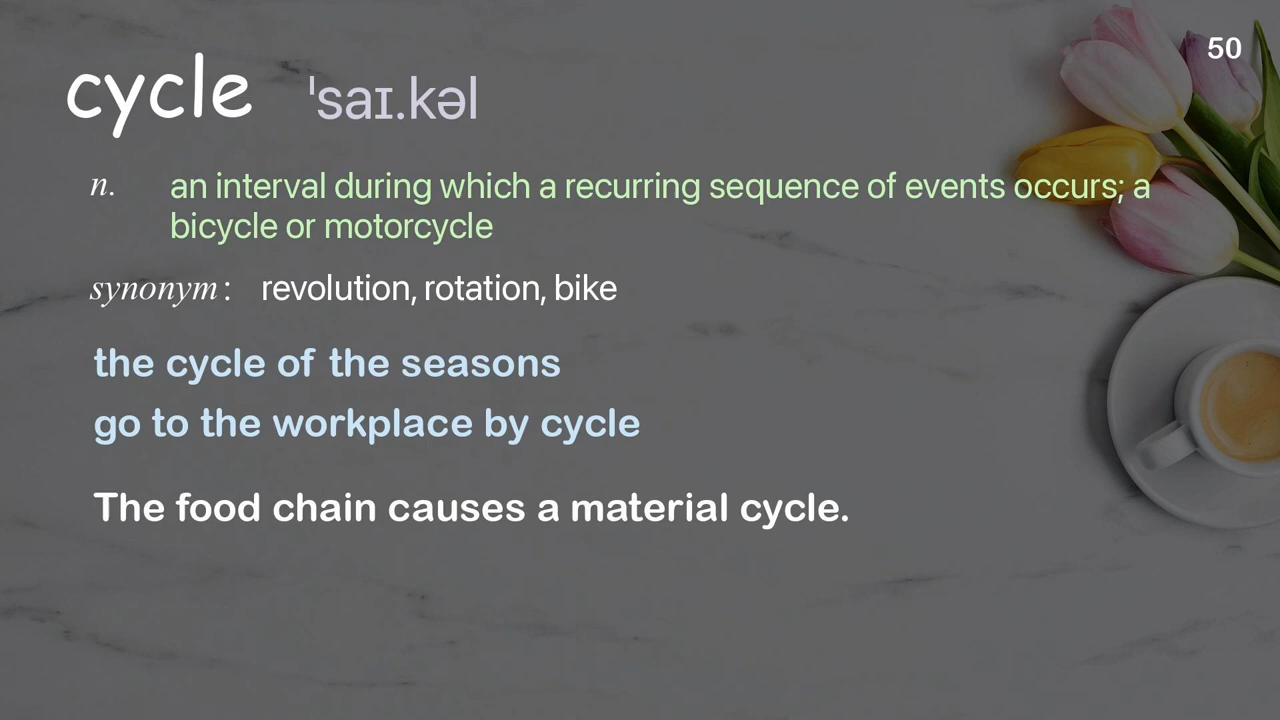 50
cycle ˈsaɪ.kəl
n. an interval during which a recurring sequence of events occurs; a
bicycle or motorcycle
synonym: revolution, rotation, bike
the cycle of the seasons
go to the workplace by cycle
The food chain causes a material cycle.